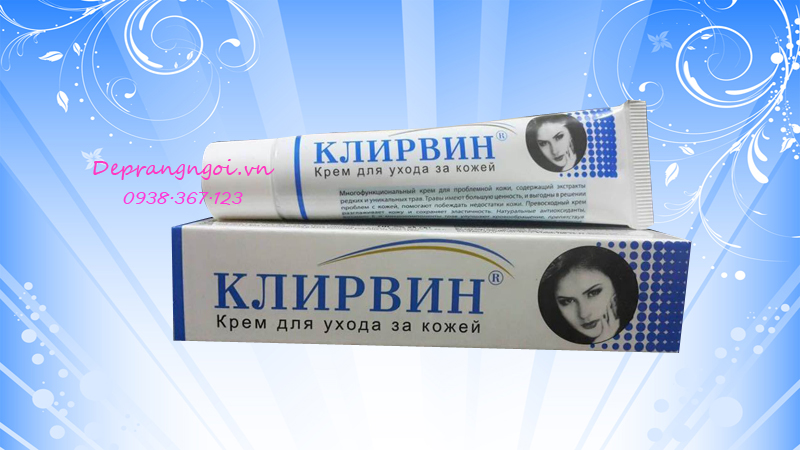 Deprangngoi.vn
0938·367·123
КЛИРВИН®
Крем для ухода за кожей
Многофункциональный крем для проблемной кожи, содержащий экстракты
редких и уникальных трав. Травы имеют большую ценность, и выгодны в решении
проблем с кожей, помогают побеждать недостатки кожи. Превосходный крем
разглаживает кожу и сохраняет эластичность. Натуральные антиоксиданты,
КЛИРВИН®
Крем для ухода за кожей